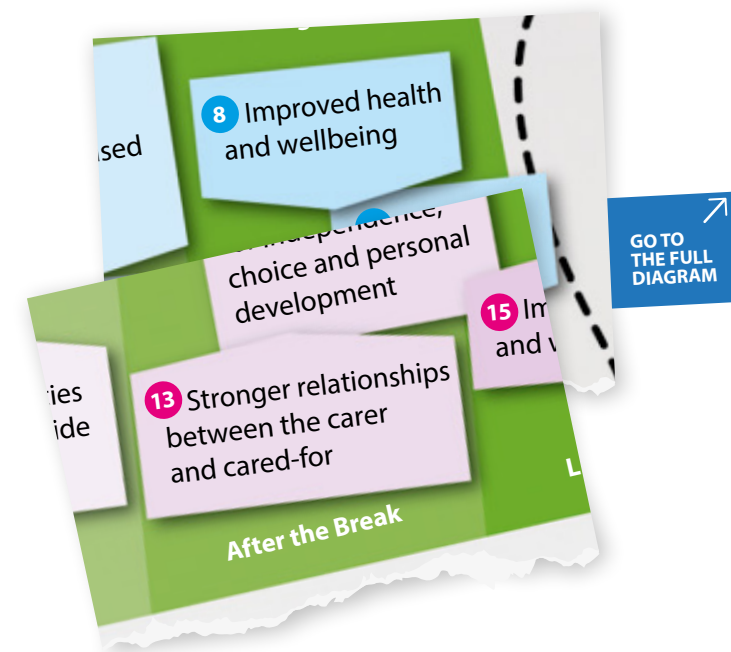 8 Improved health
and wellbeing
choice and personal
development
15
and
13 Stronger relationships
between the carer
and cared-for
After the Break
GO TO
THE FULL
DIAGRAM